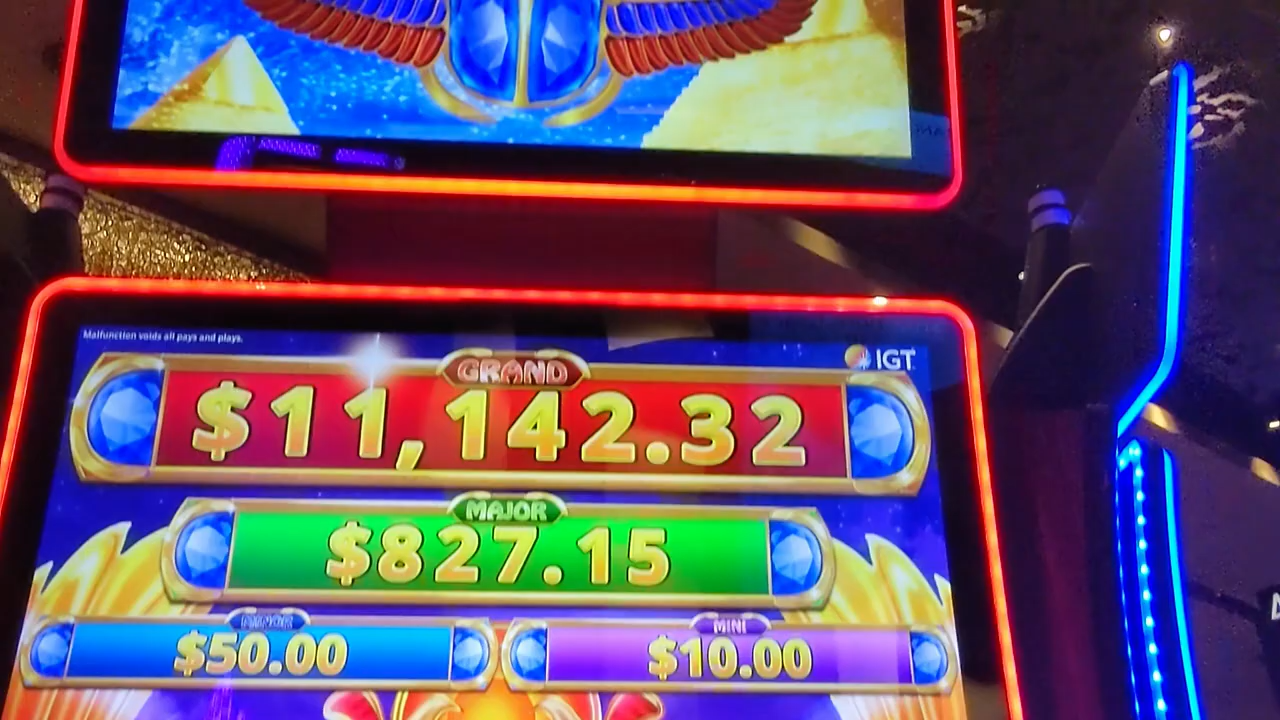 Malfunction voids all pays and plays.
IGT
GRAND
$11,142.32
MAJOR
$827.15
MINOR
$50.00
MINI
$10.00